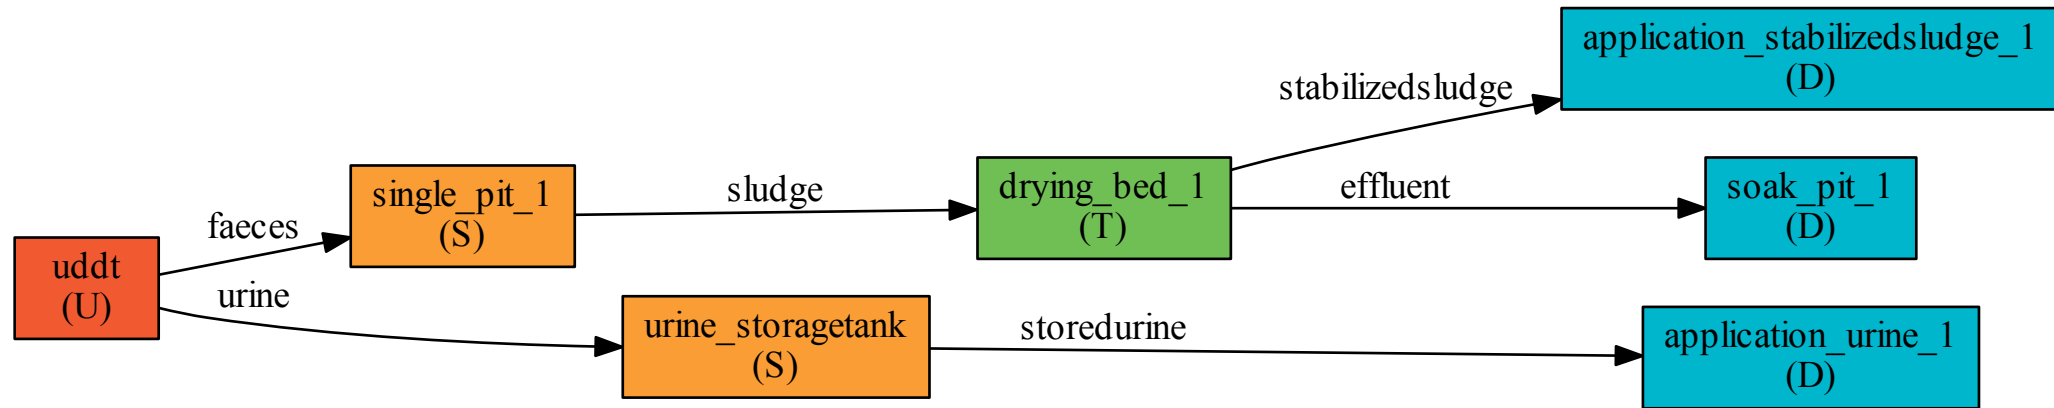 application_stabilizedsludge_1
(D)
stabilizedsludge
single_pit_1
(S)
sludge
drying_bed_1
(T)
effluent
soak_pit_1
(D)
faeces
uddt
(U)
urine
urine_storagetank
(S)
storedurine
application_urine_1
(D)